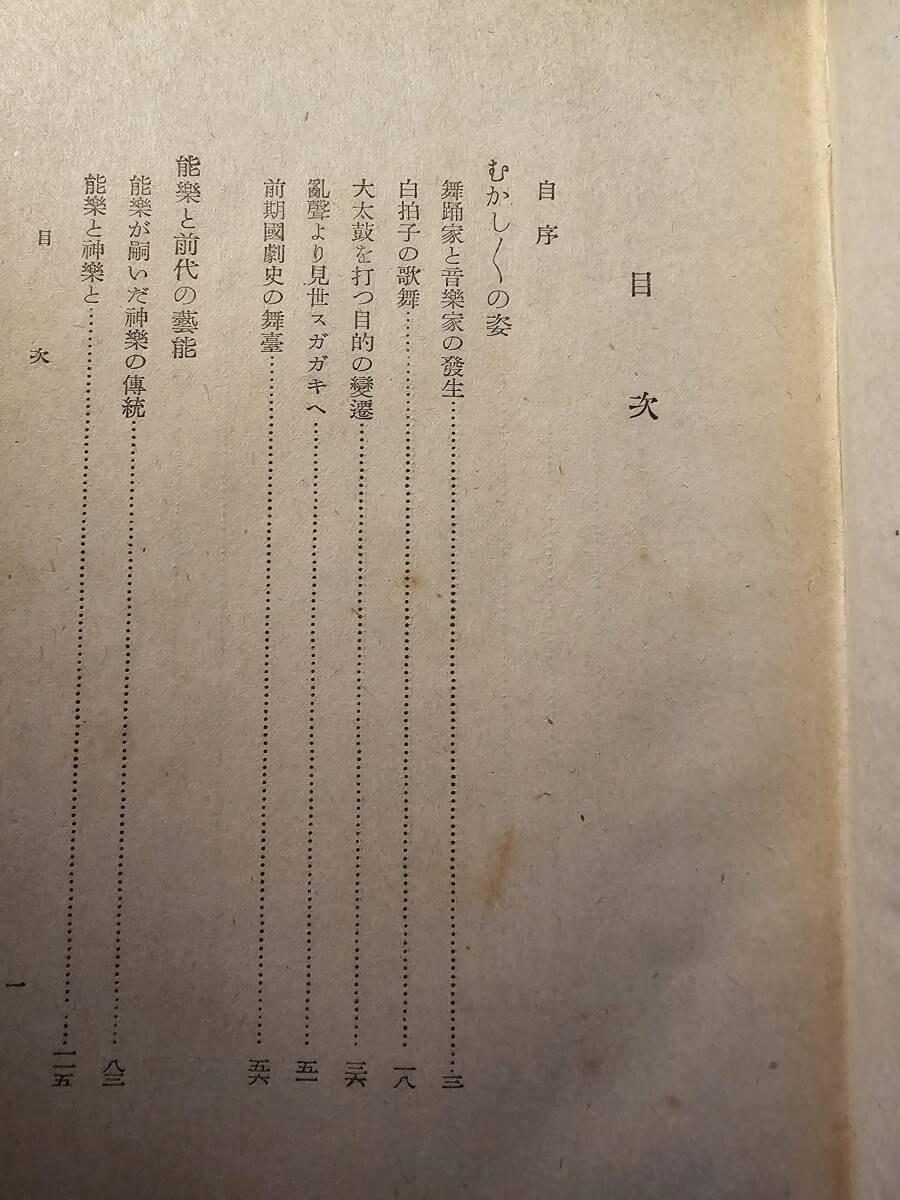 目次
自序
むかし〱の姿
舞踊家と音樂家の發生……三
白拍子の歌舞……一八
大太鼓を打つ目的の變遷……三六
亂聲より見世スガガキへ……五一
前期國劇史の舞臺……五六
能樂と前代の藝能
能樂が嗣いだ神樂の傳統……八三
能樂と神樂と……一一五
目次
一